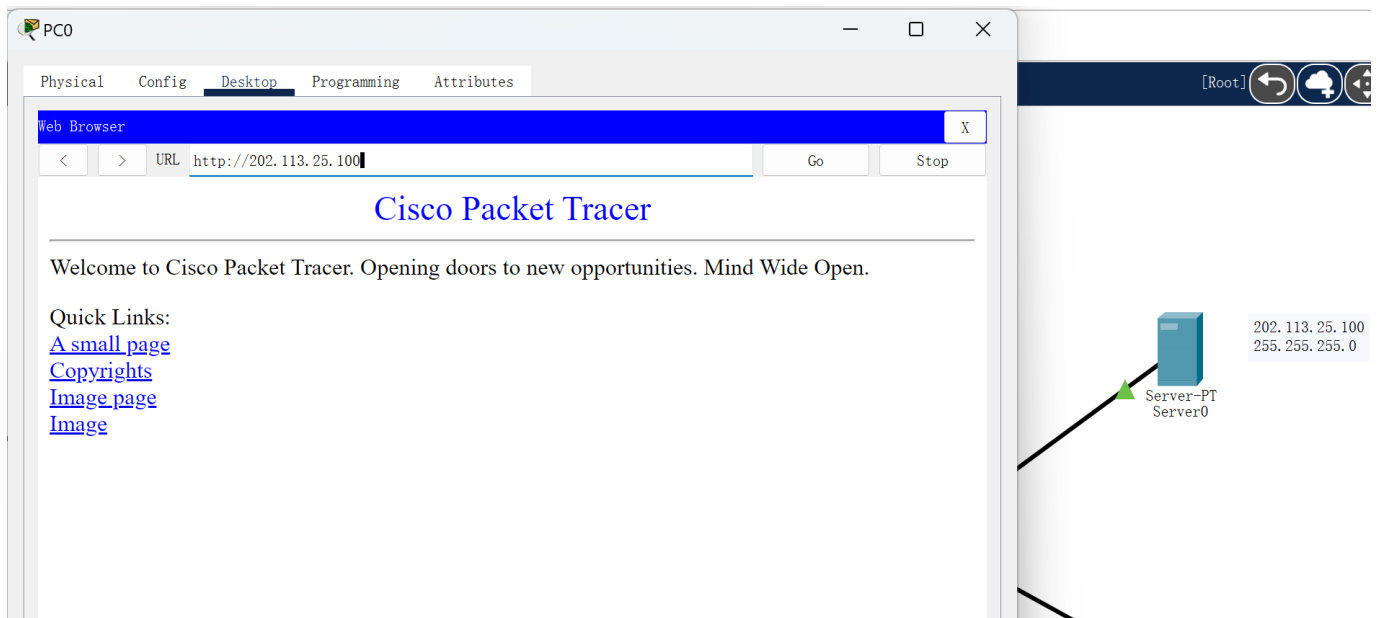 PC0
Physical Config Desktop Programming Attributes
Web Browser X
< > URL http://202.113.25.100 Go Stop
Cisco Packet Tracer
Welcome to Cisco Packet Tracer. Opening doors to new opportunities. Mind Wide Open.
Quick Links:
A small page
Copyrights
Image page
Image
[Root]
202.113.25.100
255.255.255.0
Server-PT
Server0